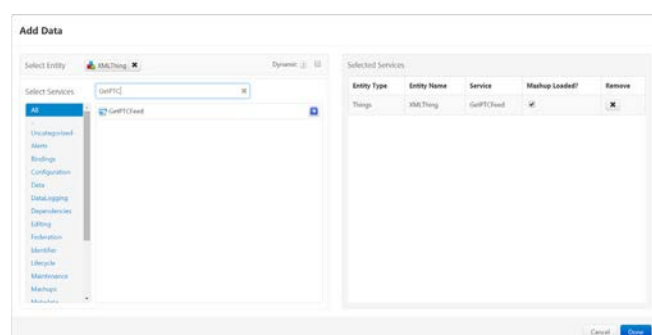 Add Data
Select Entity XMLThing Dynamic
Select Services GetPTC
All
Uncategorized
Alerts
Bindings
Configuration
Data
DataLogging
Dependencies
Editing
Federation
Identifier
Lifecycle
Maintenance
Mashups
Metadata
GetPTCFeed
Selected Services
Entity Type Entity Name Service Mashup Loaded? Remove
Things XMLThing GetPTCFeed
Cancel Done